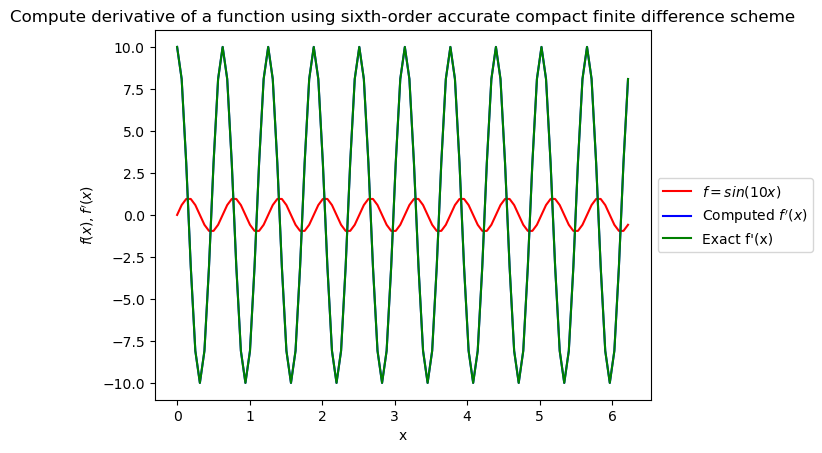 Compute derivative of a function using sixth-order accurate compact finite difference scheme
10.0
7.5
5.0
2.5
0.0
−2.5
−5.0
−7.5
−10.0
f(x), f'(x)
0 1 2 3 4 5 6
x
f = sin(10x)
Computed f'(x)
Exact f'(x)